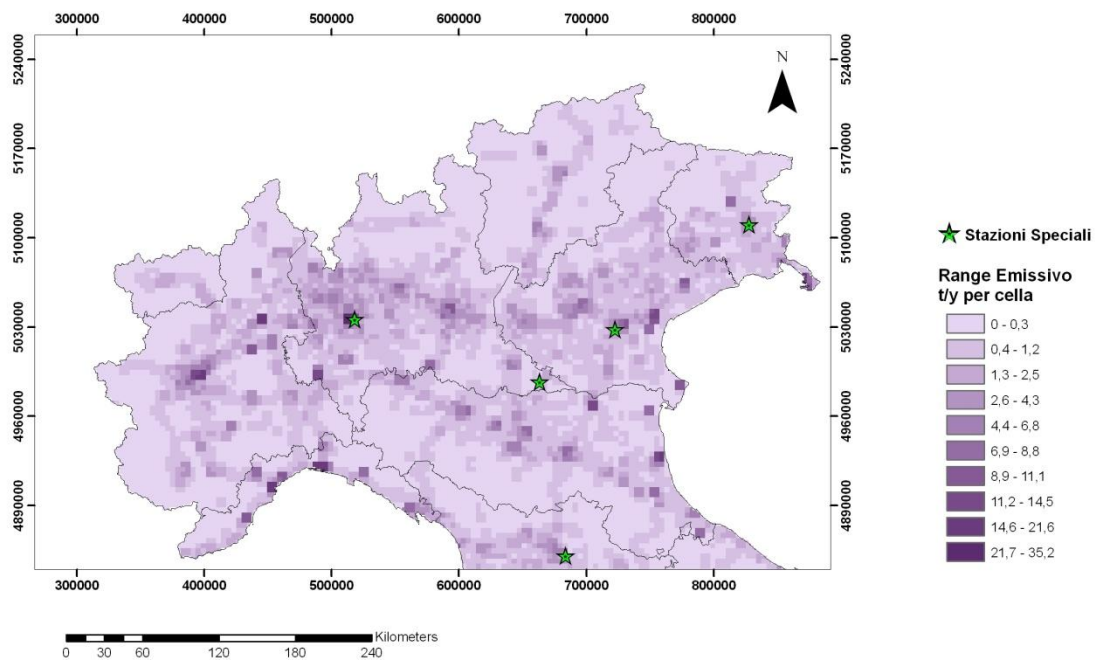 300000 400000 500000 600000 700000 800000
5240000 5240000
N
5170000 5170000
5100000 5100000
5030000 5030000
4960000 4960000
4890000 4890000
300000 400000 500000 600000 700000 800000
Stazioni Speciali
Range Emissivo
t/y per cella
0 - 0,3
0,4 - 1,2
1,3 - 2,5
2,6 - 4,3
4,4 - 6,8
6,9 - 8,8
8,9 - 11,1
11,2 - 14,5
14,6 - 21,6
21,7 - 35,2
Kilometers
0 30 60 120 180 240